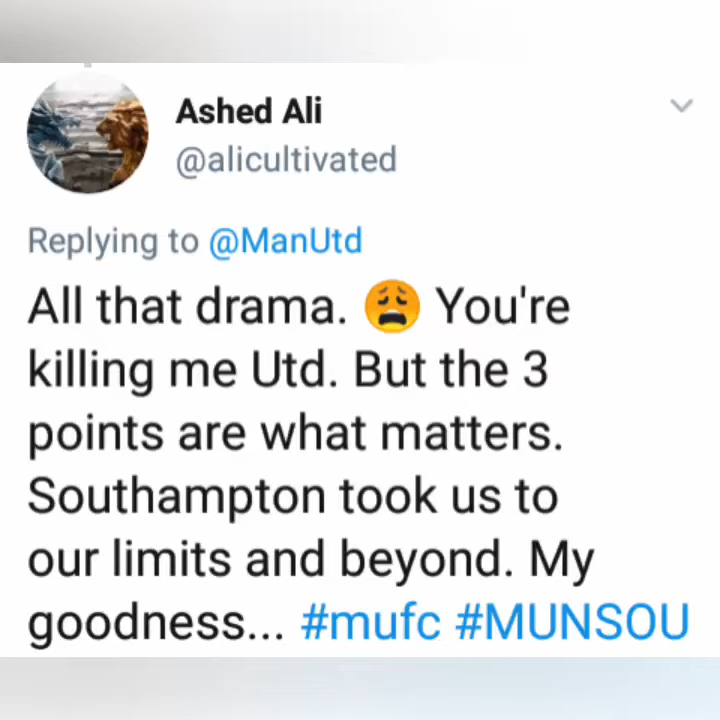 Ashed Ali
@alicultivated
Replying to @ManUtd
All that drama. 😩 You're
killing me Utd. But the 3
points are what matters.
Southampton took us to
our limits and beyond. My
goodness... #mufc #MUNSOU